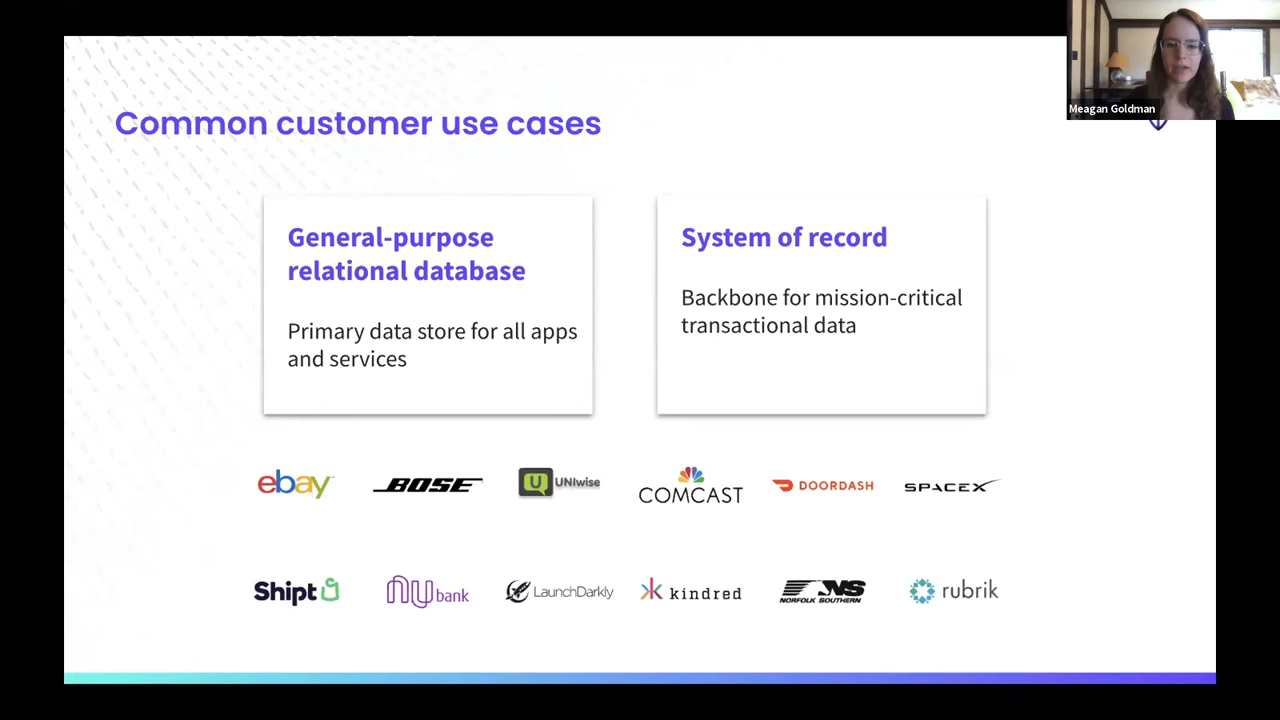 Meagan Goldman
Common customer use cases
General-purpose
relational database
Primary data store for all apps
and services
System of record
Backbone for mission-critical
transactional data
ebay
BOSE
U UNIwise
COMCAST
DOORDASH
SPACEX
Shipt
nu bank
LaunchDarkly
kindred
NS
NORFOLK SOUTHERN
rubrik